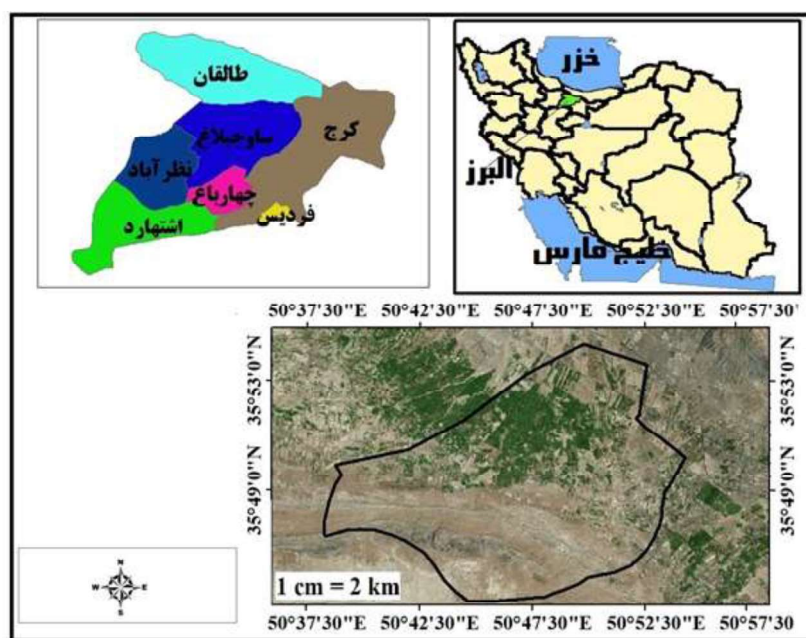 طالقان
کرج
ساوجبلاغ
نظرآباد
چهارباغ
فردیس
اشتهارد
خزر
البرز
خلیج فارس
50°37'30"E 50°42'30"E 50°47'30"E 50°52'30"E 50°57'30"E
35°53'0"N
35°49'0"N
35°53'0"N
35°49'0"N
1 cm = 2 km
50°37'30"E 50°42'30"E 50°47'30"E 50°52'30"E 50°57'30"E
N
W E
S